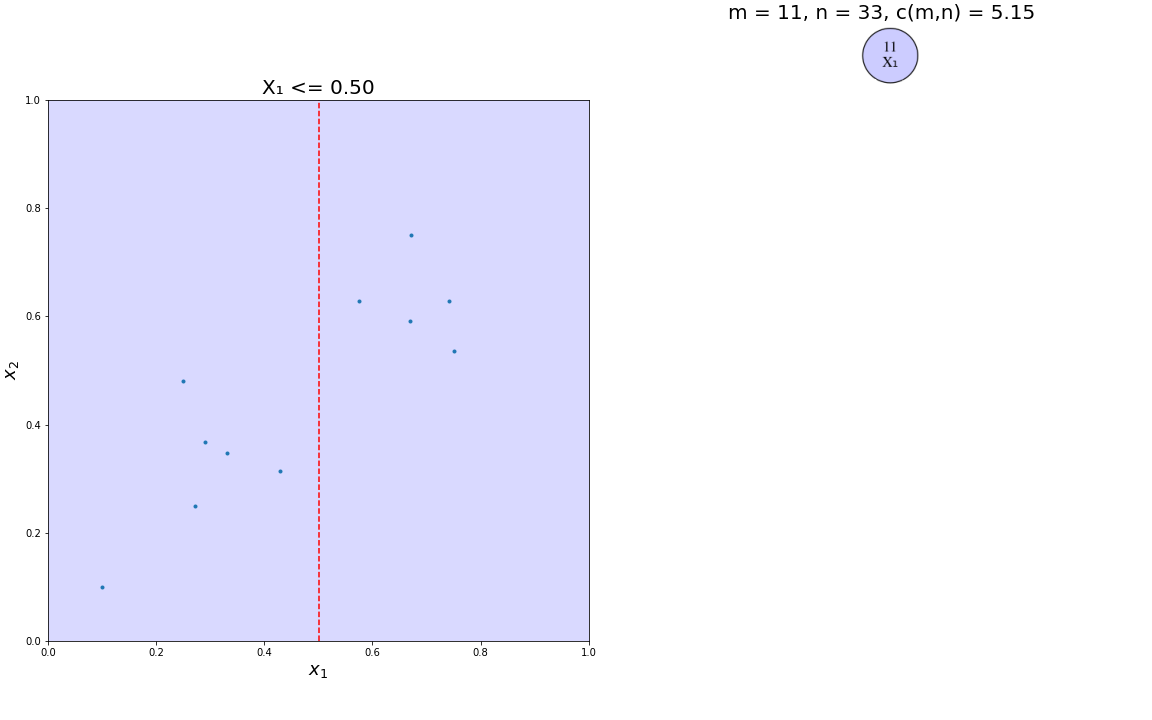 m = 11, n = 33, c(m,n) = 5.15
11
X₁
X₁ <= 0.50
1.0
0.8
0.6
0.4
0.2
0.0
x₂
0.0 0.2 0.4 0.6 0.8 1.0
x₁